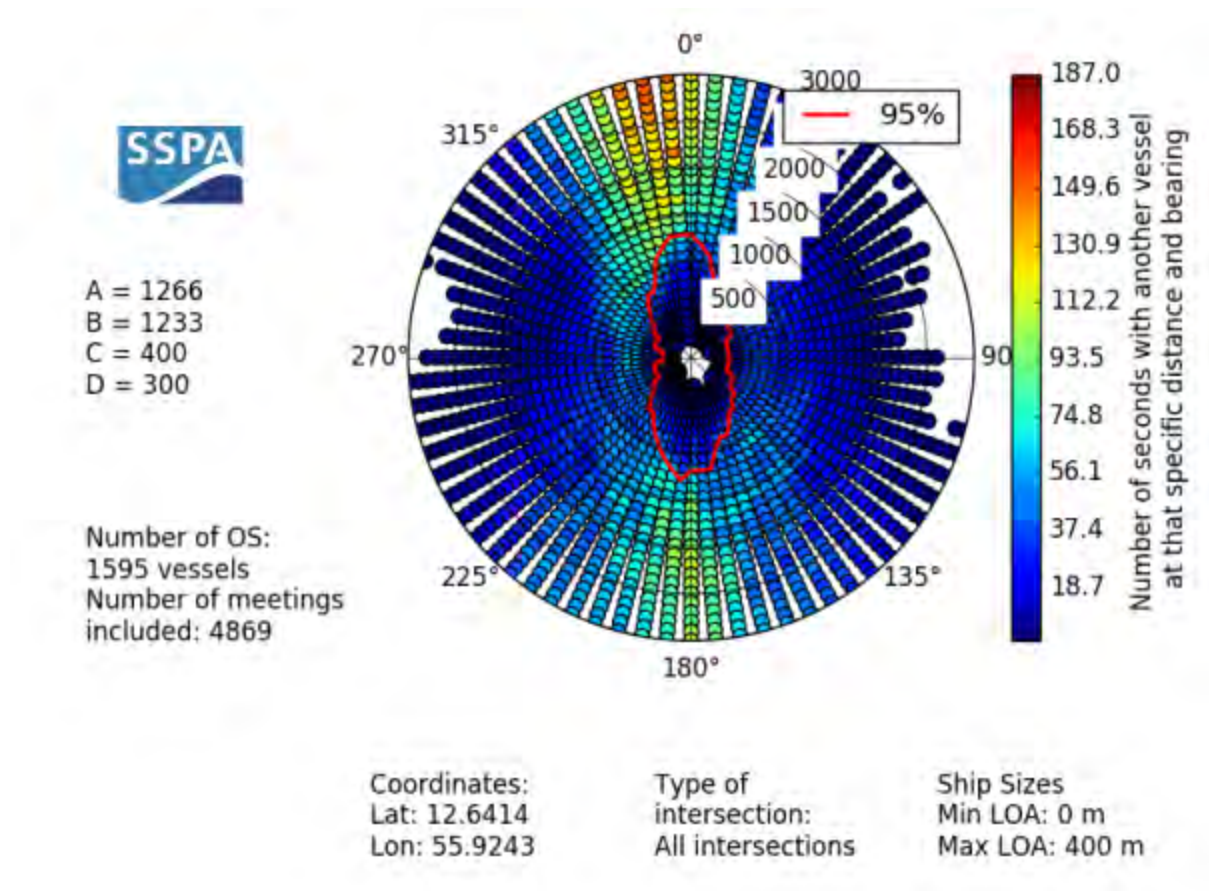 0°
3000
187.0
95%
SSPA
315°
168.3
2000
149.6
1500
130.9
1000
A = 1266
500
112.2
B = 1233
C = 400
270°
90
93.5
D = 300
74.8
56.1
Number of OS:
37.4
1595 vessels
225°
135°
18.7
Number of meetings
included: 4869
180°
Number of seconds with another vessel
at that specific distance and bearing
Coordinates:
Lat: 12.6414
Lon: 55.9243
Type of
intersection:
All intersections
Ship Sizes
Min LOA: 0 m
Max LOA: 400 m